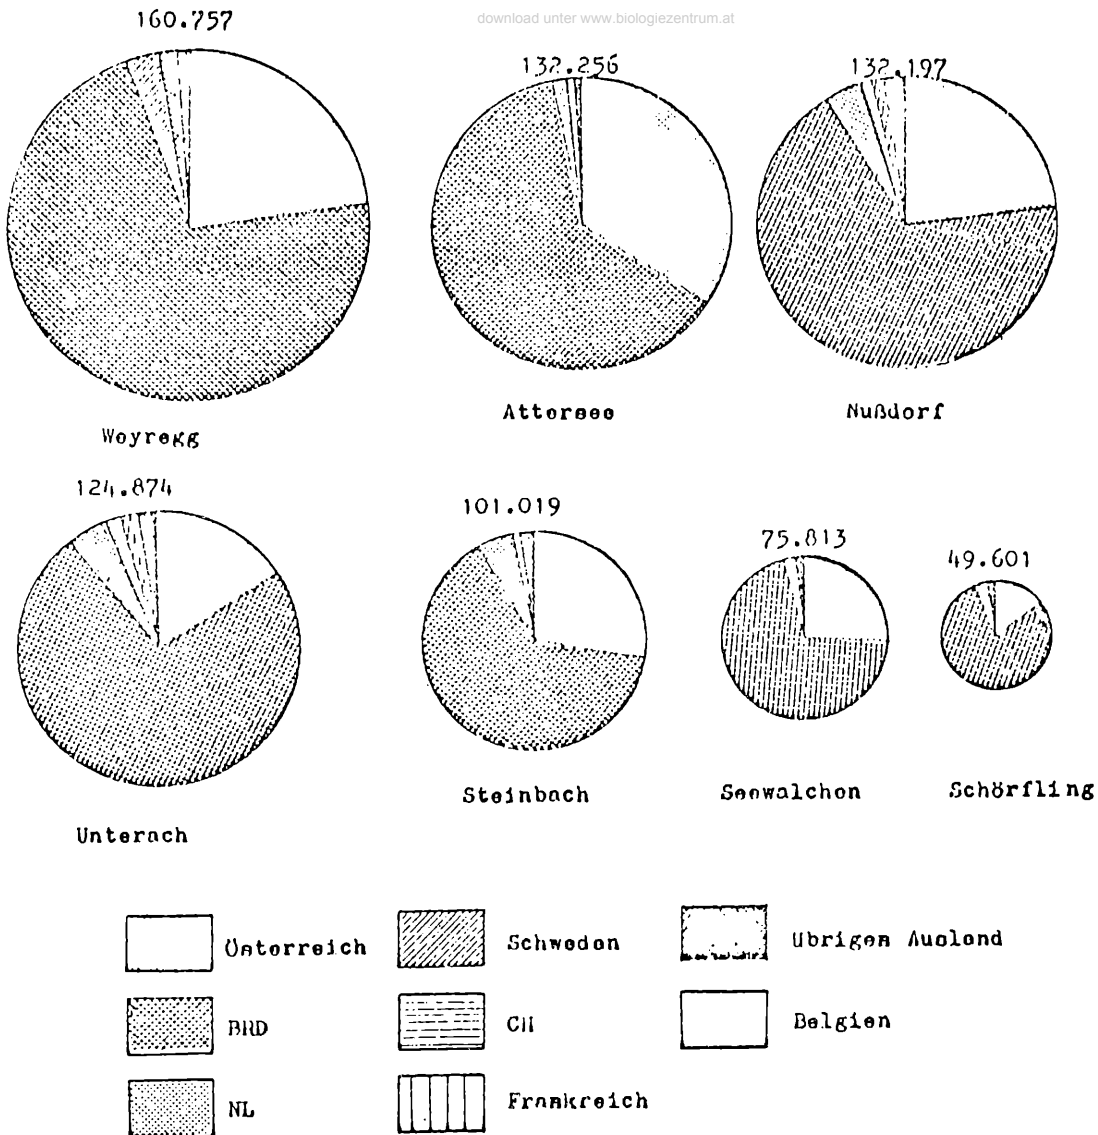 download unter www.biologiezentrum.at
160.757
132.256
132.197
Weyregg
Attersee
Nußdorf
124.874
101.019
75.813
49.601
Unterach
Steinbach
Seewalchen
Schörfling
Österreich
Schweden
Übriges Ausland
BRD
CH
Belgien
NL
Frankreich